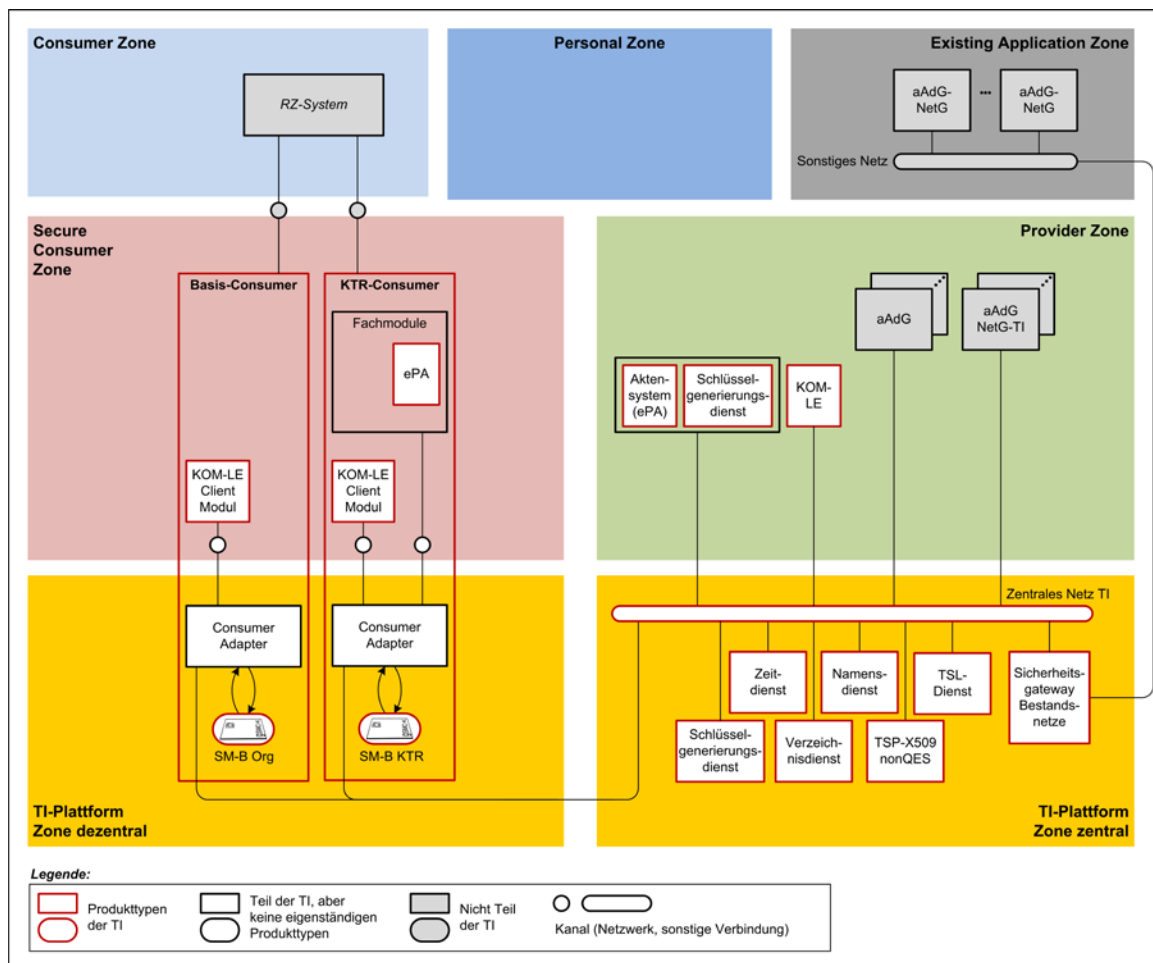 Consumer Zone
Personal Zone
Existing Application Zone
RZ-System
aAdG-
NetG
...
aAdG-
NetG
Sonstiges Netz
Secure
Consumer
Zone
Provider Zone
Basis-Consumer
KTR-Consumer
Fachmodule
ePA
aAdG
aAdG
NetG-TI
Akten-
system
(ePA)
Schlüssel-
generierungs-
dienst
KOM-
LE
KOM-LE
Client
Modul
KOM-LE
Client
Modul
Zentrales Netz TI
Consumer
Adapter
Consumer
Adapter
SM-B Org
SM-B KTR
Zeit-
dienst
Namens-
dienst
TSL-
Dienst
Sicherheits-
gateway
Bestands-
netze
Schlüssel-
generierungs-
dienst
Verzeich-
nisdienst
TSP-X509
nonQES
TI-Plattform
Zone dezentral
TI-Plattform
Zone zentral
Legende:
Produkttypen
der TI
Teil der TI, aber
keine eigenständigen
Produkttypen
Nicht Teil
der TI
Kanal (Netzwerk, sonstige Verbindung)